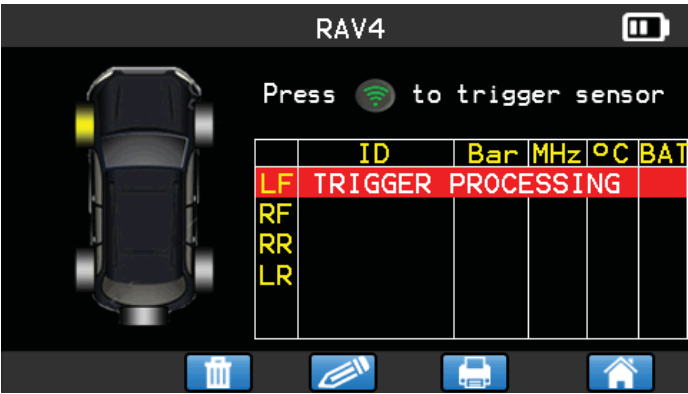 RAV4
Press to trigger sensor
ID Bar MHz °C BAT
LF TRIGGER PROCESSING
RF
RR
LR